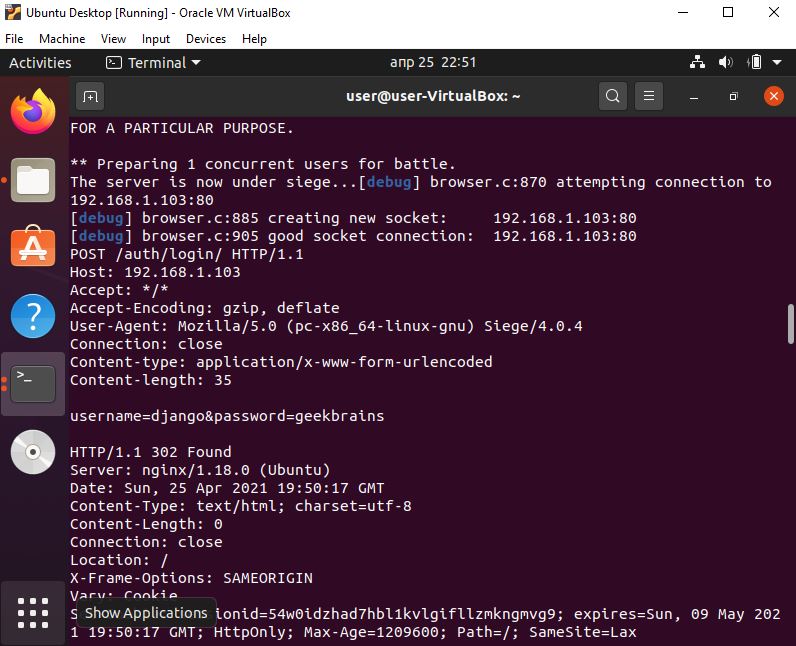 Ubuntu Desktop [Running] - Oracle VM VirtualBox
File Machine View Input Devices Help
Activities Terminal апр 25 22:51
user@user-VirtualBox: ~
FOR A PARTICULAR PURPOSE.
** Preparing 1 concurrent users for battle.
The server is now under siege...[debug] browser.c:870 attempting connection to
192.168.1.103:80
[debug] browser.c:885 creating new socket: 192.168.1.103:80
[debug] browser.c:905 good socket connection: 192.168.1.103:80
POST /auth/login/ HTTP/1.1
Host: 192.168.1.103
Accept: */*
Accept-Encoding: gzip, deflate
User-Agent: Mozilla/5.0 (pc-x86_64-linux-gnu) Siege/4.0.4
Connection: close
Content-type: application/x-www-form-urlencoded
Content-length: 35
username=django&password=geekbrains
HTTP/1.1 302 Found
Server: nginx/1.18.0 (Ubuntu)
Date: Sun, 25 Apr 2021 19:50:17 GMT
Content-Type: text/html; charset=utf-8
Content-Length: 0
Connection: close
Location: /
X-Frame-Options: SAMEORIGIN
Vary: Cookie
Show Applications
S ionid=54w0idzhad7hbl1kvlgifllzmkngmvg9; expires=Sun, 09 May 202
1 19:50:17 GMT; HttpOnly; Max-Age=1209600; Path=/; SameSite=Lax